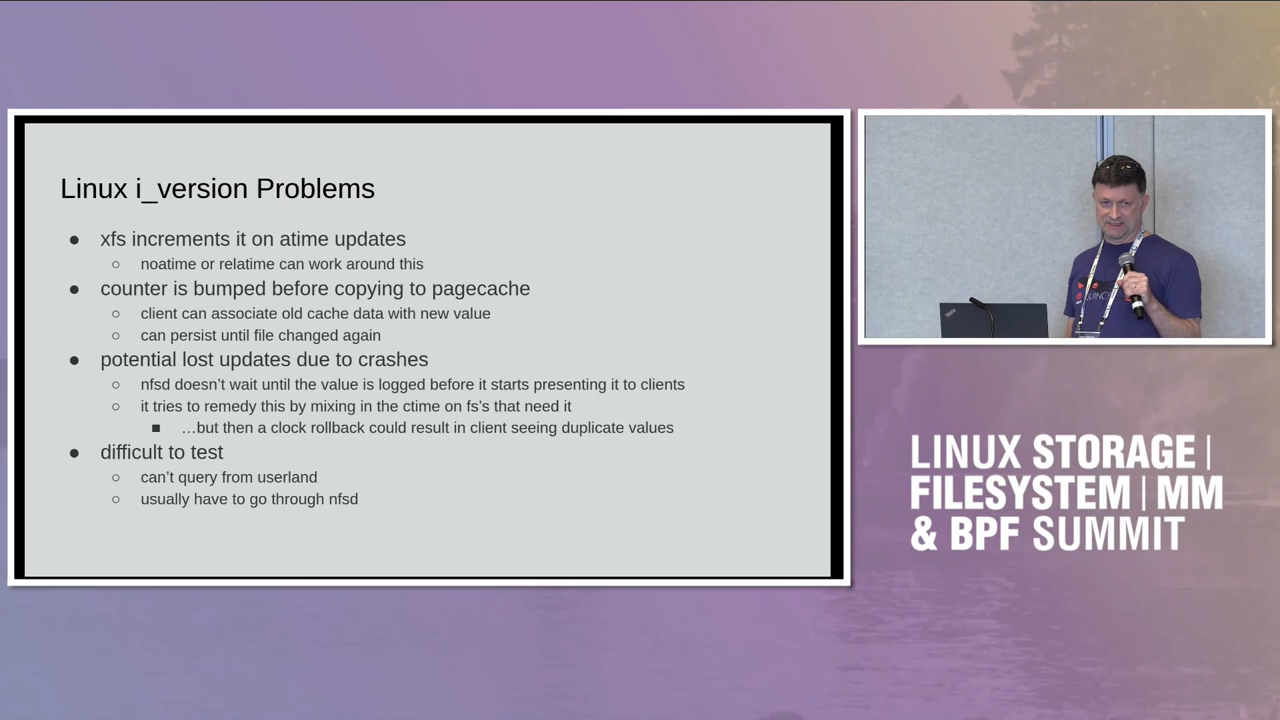 Linux i_version Problems
● xfs increments it on atime updates
○ noatime or relatime can work around this
● counter is bumped before copying to pagecache
○ client can associate old cache data with new value
○ can persist until file changed again
● potential lost updates due to crashes
○ nfsd doesn’t wait until the value is logged before it starts presenting it to clients
○ it tries to remedy this by mixing in the ctime on fs’s that need it
■ …but then a clock rollback could result in client seeing duplicate values
● difficult to test
○ can’t query from userland
○ usually have to go through nfsd
LINUX STORAGE |
FILESYSTEM | MM
& BPF SUMMIT